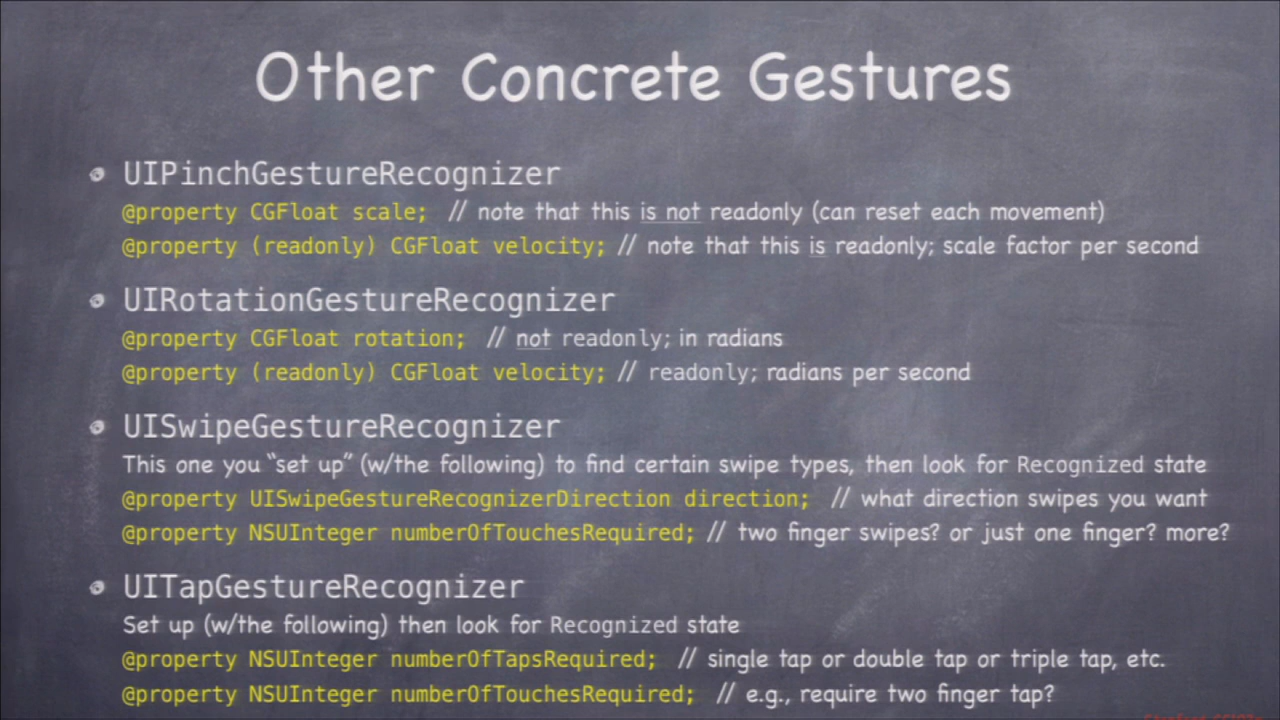 Other Concrete Gestures
UIPinchGestureRecognizer
@property CGFloat scale; // note that this is not readonly (can reset each movement)
@property (readonly) CGFloat velocity; // note that this is readonly; scale factor per second
UIRotationGestureRecognizer
@property CGFloat rotation; // not readonly; in radians
@property (readonly) CGFloat velocity; // readonly; radians per second
UISwipeGestureRecognizer
This one you “set up” (w/the following) to find certain swipe types, then look for Recognized state
@property UISwipeGestureRecognizerDirection direction; // what direction swipes you want
@property NSUInteger numberOfTouchesRequired; // two finger swipes? or just one finger? more?
UITapGestureRecognizer
Set up (w/the following) then look for Recognized state
@property NSUInteger numberOfTapsRequired; // single tap or double tap or triple tap, etc.
@property NSUInteger numberOfTouchesRequired; // e.g., require two finger tap?